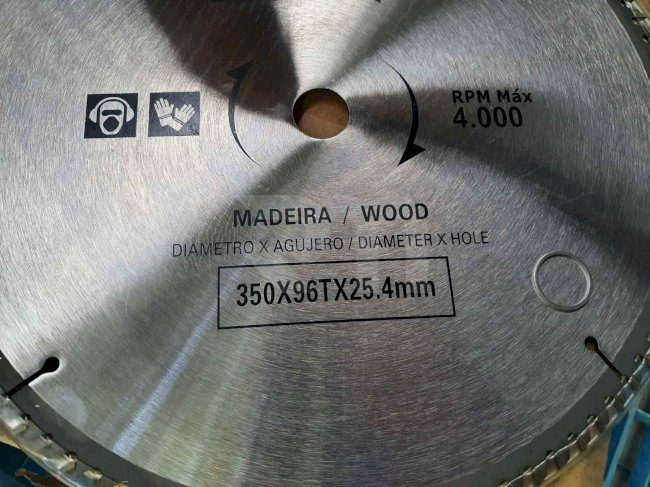 RPM Máx
4.000
MADEIRA / WOOD
DIAMETRO X AGUJERO / DIAMETER X HOLE
350X96TX25.4mm